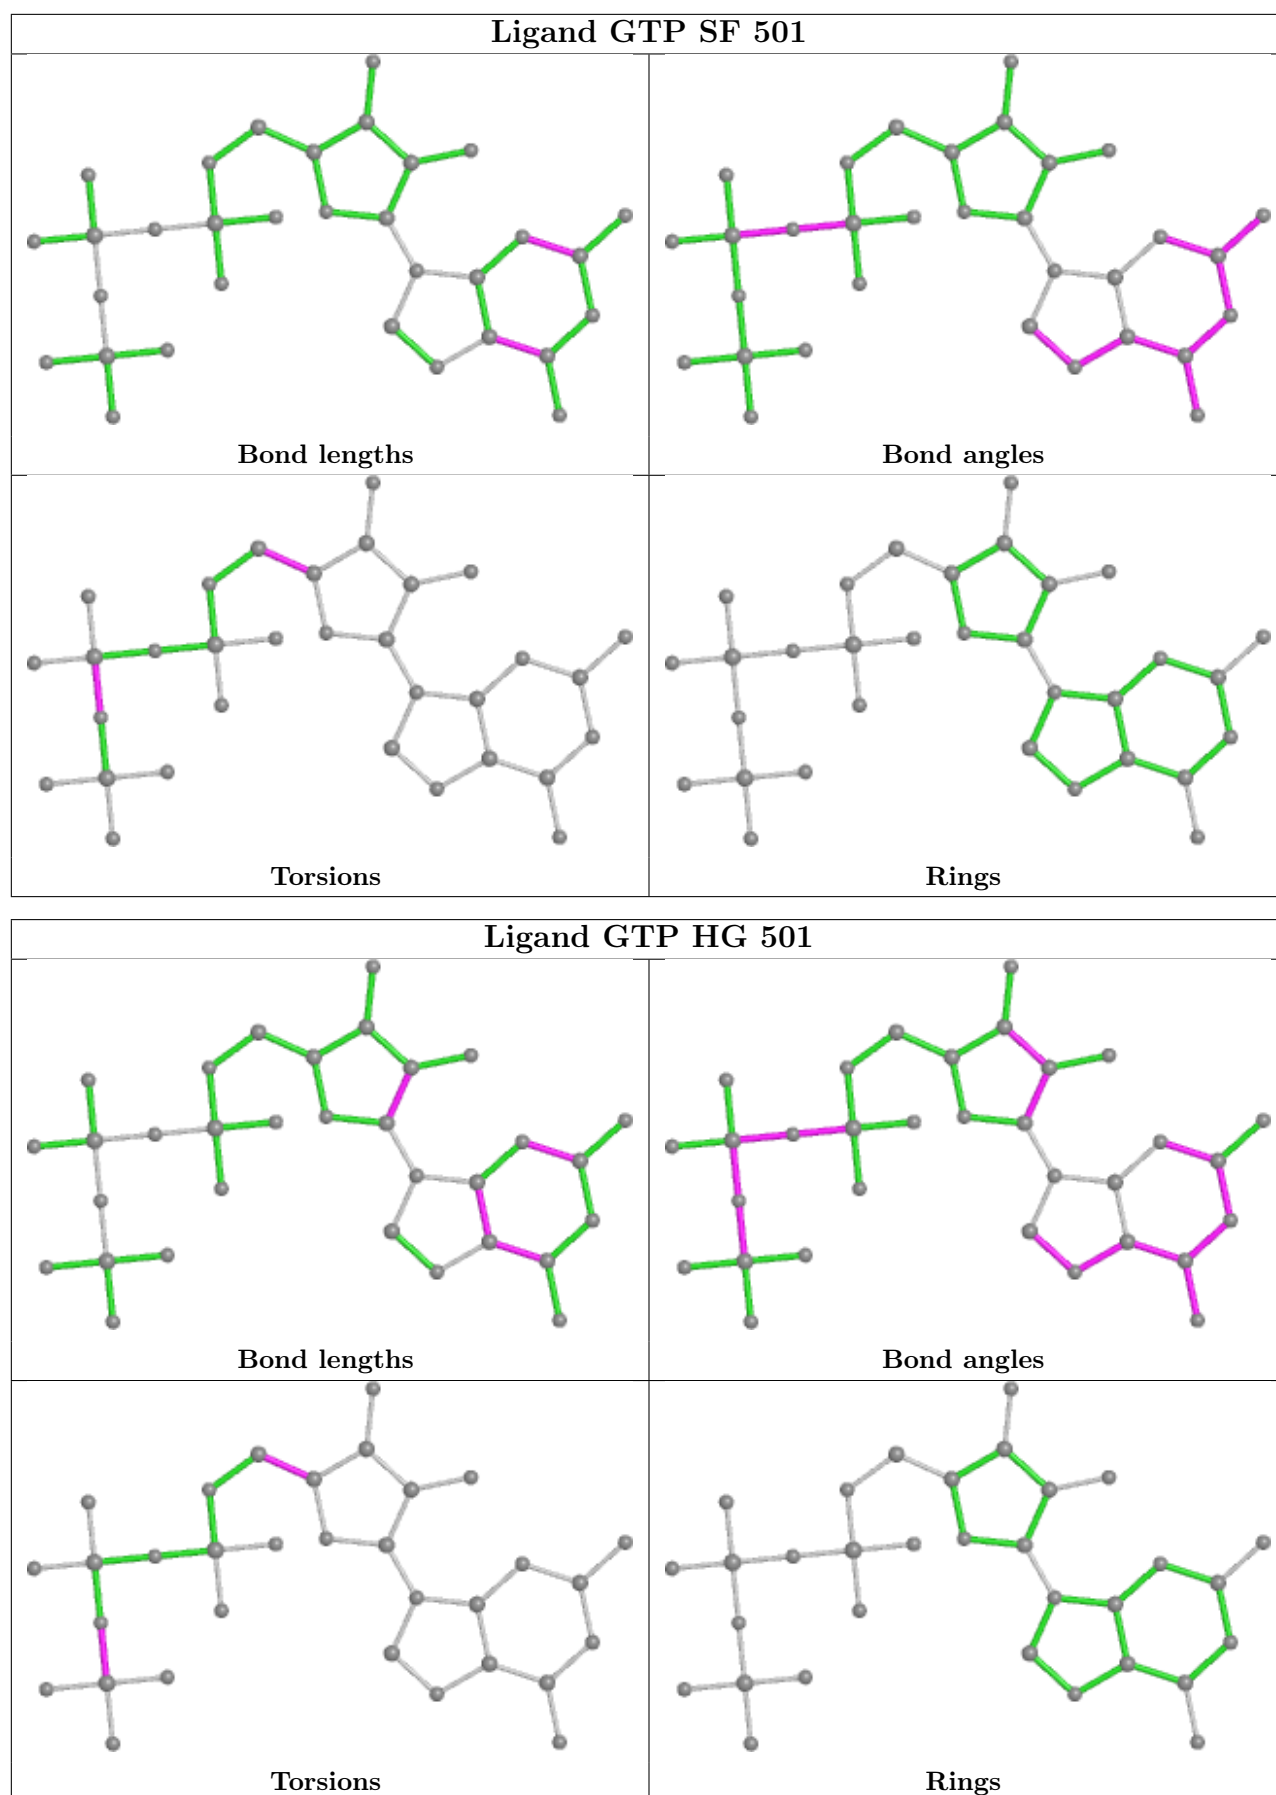 Ligand GTP SF 501
Bond lengths
Bond angles
Torsions
Rings
Ligand GTP HG 501
Bond lengths
Bond angles
Torsions
Rings